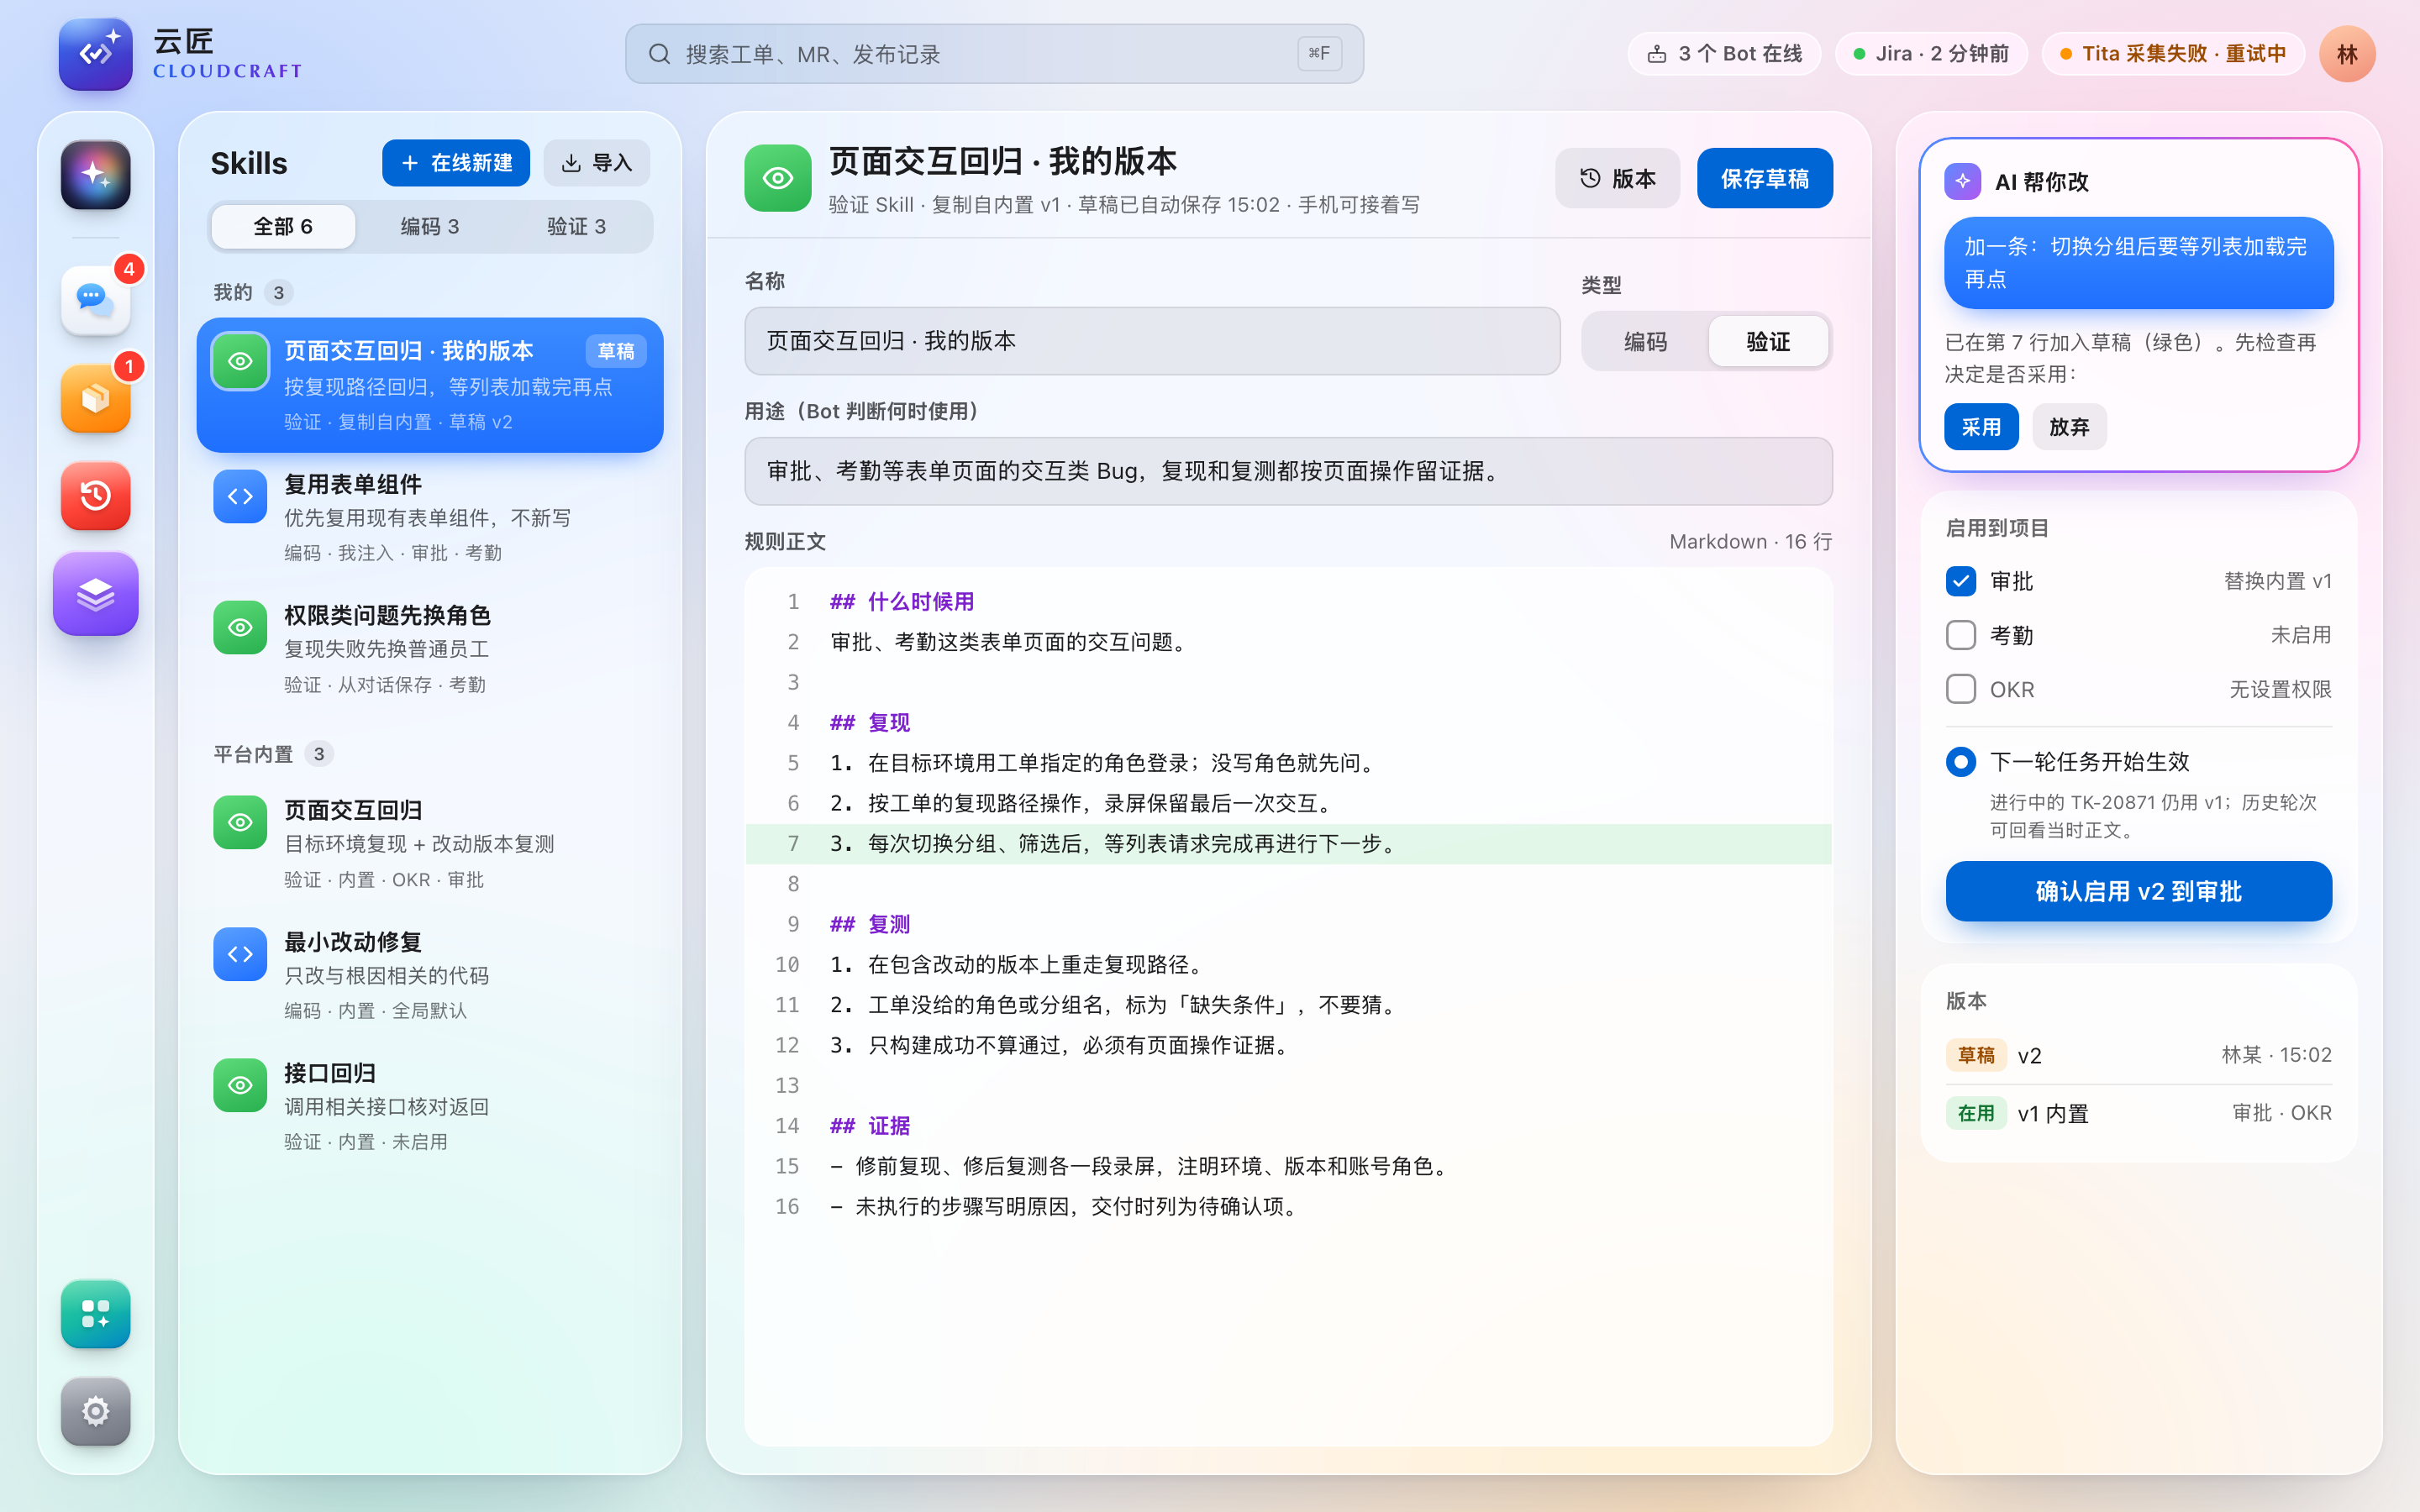 云匠
CLOUDCRAFT
搜索工单、MR、发布记录
⌘F
3 个 Bot 在线
Jira · 2 分钟前
Tita 采集失败 · 重试中
林
4
1
Skills
在线新建
导入
全部 6
编码 3
验证 3
我的 3
页面交互回归 · 我的版本
草稿
按复现路径回归，等列表加载完再点
验证 · 复制自内置 · 草稿 v2
复用表单组件
优先复用现有表单组件，不新写
编码 · 我注入 · 审批 · 考勤
权限类问题先换角色
复现失败先换普通员工
验证 · 从对话保存 · 考勤
平台内置 3
页面交互回归
目标环境复现 + 改动版本复测
验证 · 内置 · OKR · 审批
最小改动修复
只改与根因相关的代码
编码 · 内置 · 全局默认
接口回归
调用相关接口核对返回
验证 · 内置 · 未启用
页面交互回归 · 我的版本
验证 Skill · 复制自内置 v1 · 草稿已自动保存 15:02 · 手机可接着写
版本
保存草稿
名称
页面交互回归 · 我的版本
类型
编码
验证
用途（Bot 判断何时使用）
审批、考勤等表单页面的交互类 Bug，复现和复测都按页面操作留证据。
规则正文
Markdown · 16 行
1 ## 什么时候用
2 审批、考勤这类表单页面的交互问题。
3
4 ## 复现
5 1. 在目标环境用工单指定的角色登录；没写角色就先问。
6 2. 按工单的复现路径操作，录屏保留最后一次交互。
7 3. 每次切换分组、筛选后，等列表请求完成再进行下一步。
8
9 ## 复测
10 1. 在包含改动的版本上重走复现路径。
11 2. 工单没给的角色或分组名，标为「缺失条件」，不要猜。
12 3. 只构建成功不算通过，必须有页面操作证据。
13
14 ## 证据
15 - 修前复现、修后复测各一段录屏，注明环境、版本和账号角色。
16 - 未执行的步骤写明原因，交付时列为待确认项。
AI 帮你改
加一条：切换分组后要等列表加载完
再点
已在第 7 行加入草稿（绿色）。先检查再
决定是否采用：
采用
放弃
启用到项目
审批
替换内置 v1
考勤
未启用
OKR
无设置权限
下一轮任务开始生效
进行中的 TK-20871 仍用 v1；历史轮次
可回看当时正文。
确认启用 v2 到审批
版本
草稿 v2
林某 · 15:02
在用 v1 内置
审批 · OKR